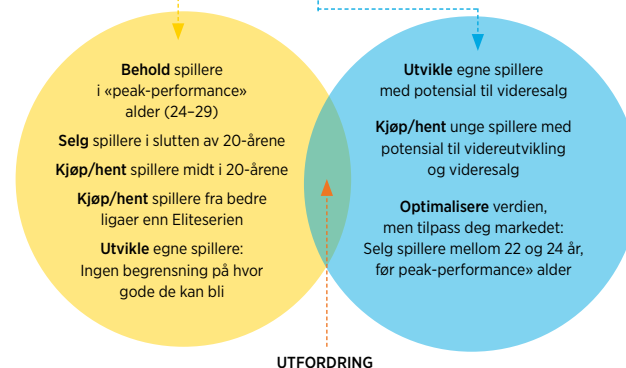 Behold spillere
i «peak-performance»
alder (24–29)
Selg spillere i slutten av 20-årene
Kjøp/hent spillere midt i 20-årene
Kjøp/hent spillere fra bedre
ligaer enn Eliteserien
Utvikle egne spillere:
Ingen begrensning på hvor
gode de kan bli
Utvikle egne spillere
med potensial til videresalg
Kjøp/hent unge spillere med
potensial til videreutvikling
og videresalg
Optimalisere verdien,
men tilpass deg markedet:
Selg spillere mellom 22 og 24 år,
før peak-performance» alder
UTFORDRING